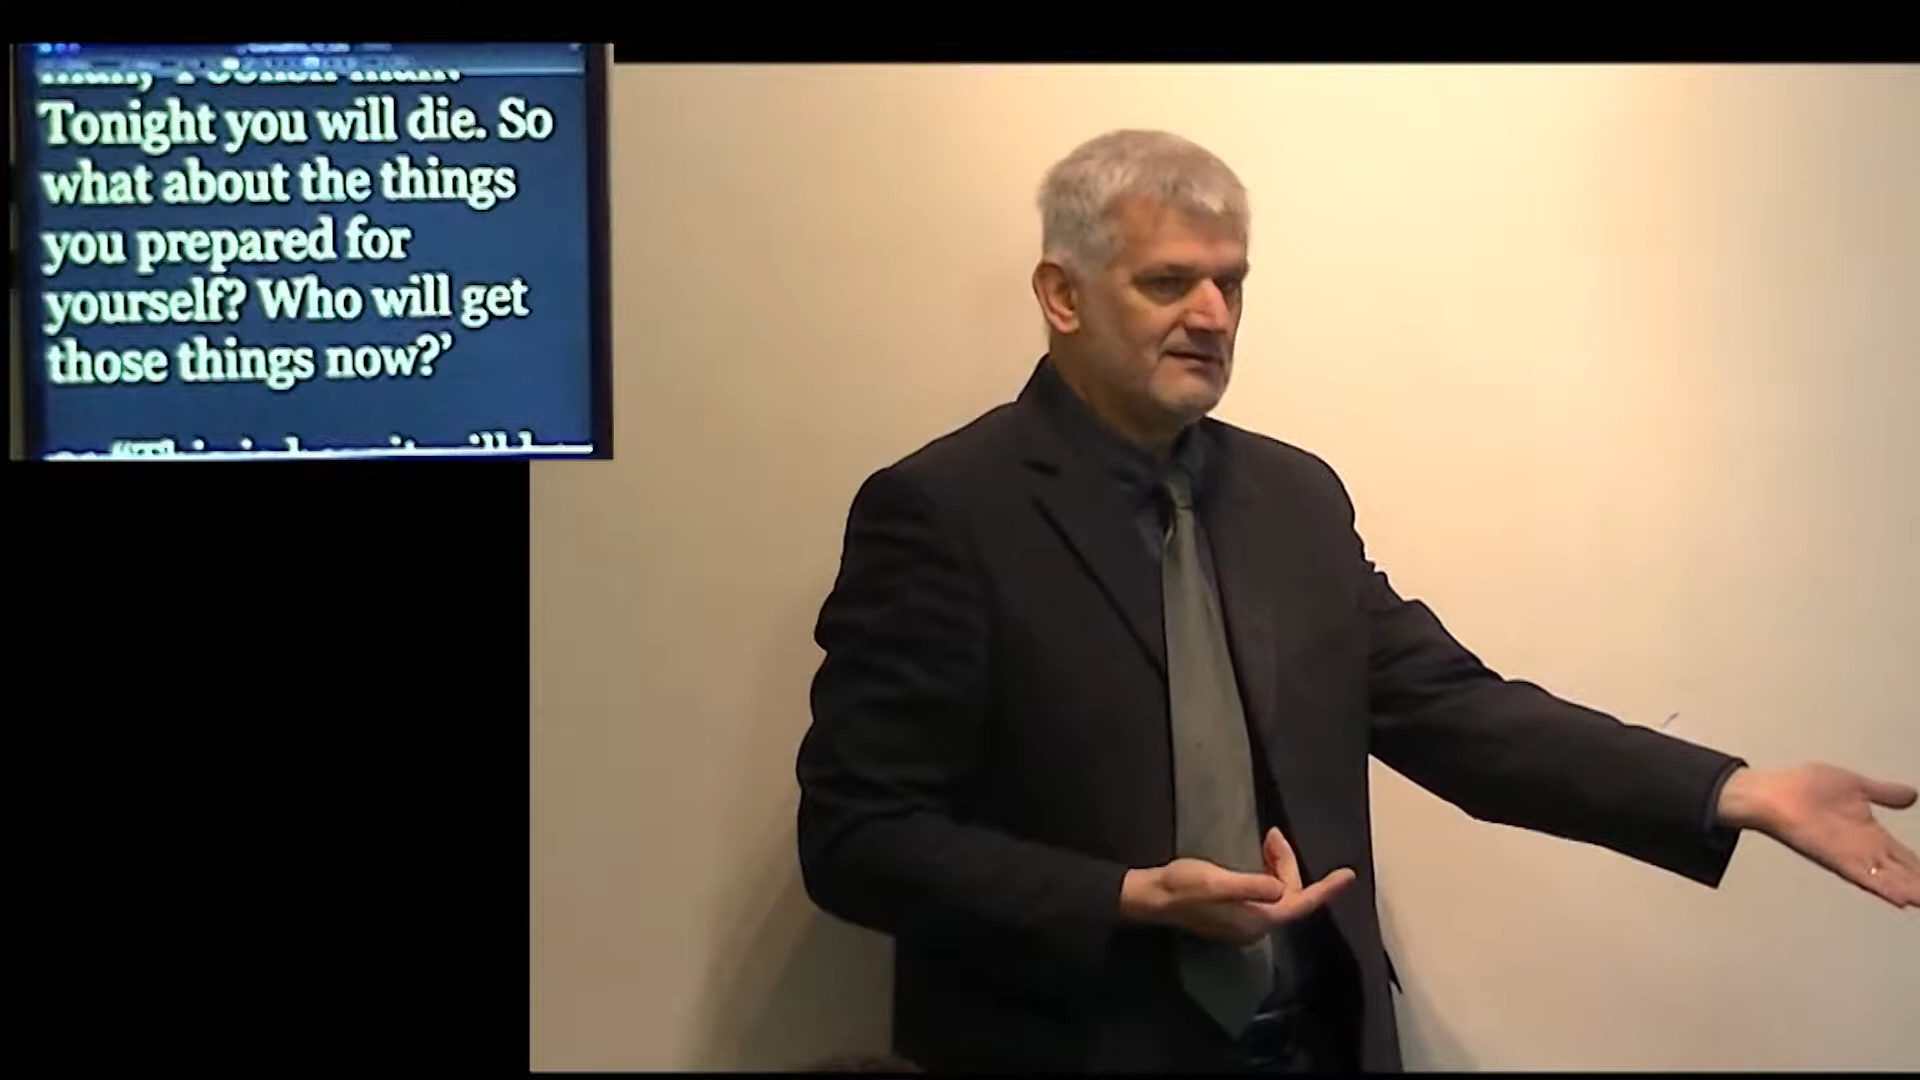 Tonight you will die. So
what about the things
you prepared for
yourself? Who will get
those things now?’